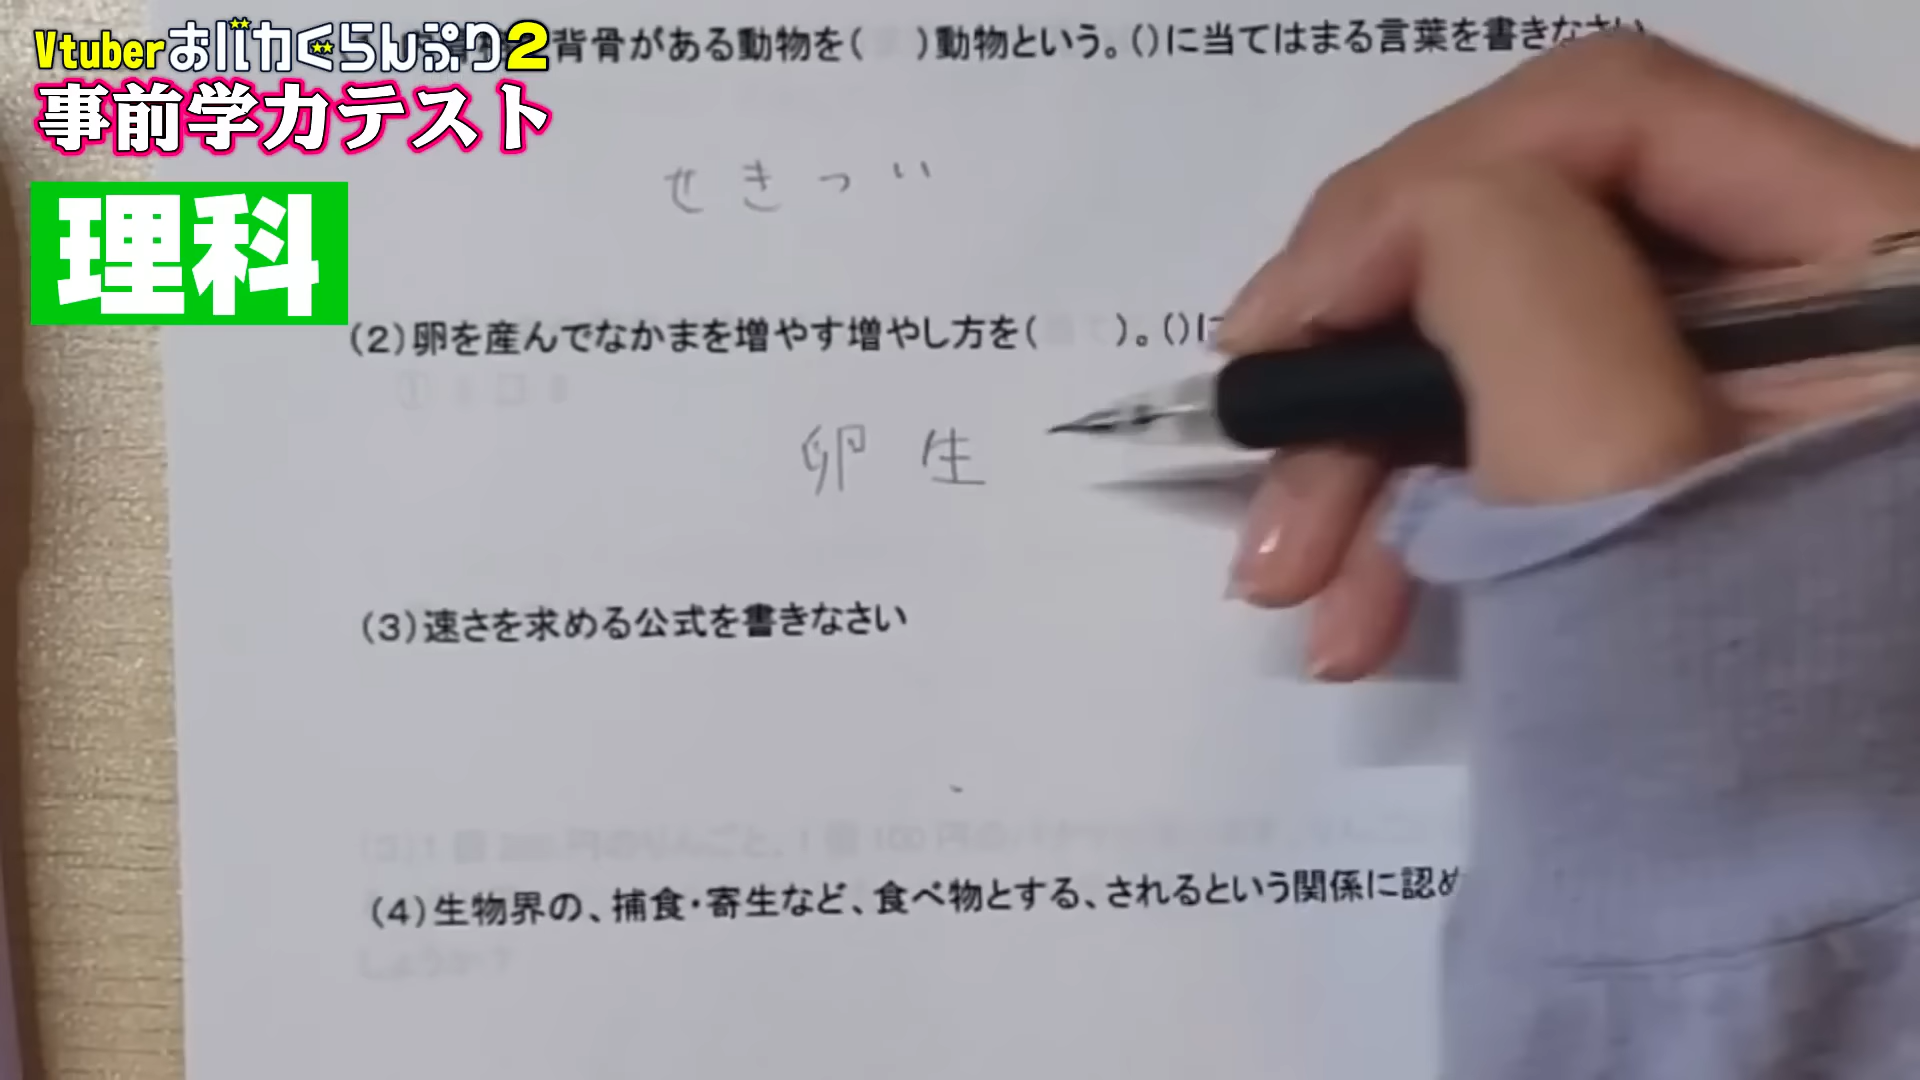 Vtuberおバカぐらんぷり2
事前学力テスト
理科
背骨がある動物を( )動物という。()に当てはまる言葉を書きなさい
せきつい
(2)卵を産んでなかまを増やす増やし方を( )。()に
卵生
(3)速さを求める公式を書きなさい
(4)生物界の、捕食・寄生など、食べ物とする、されるという関係に認め
しょうか?